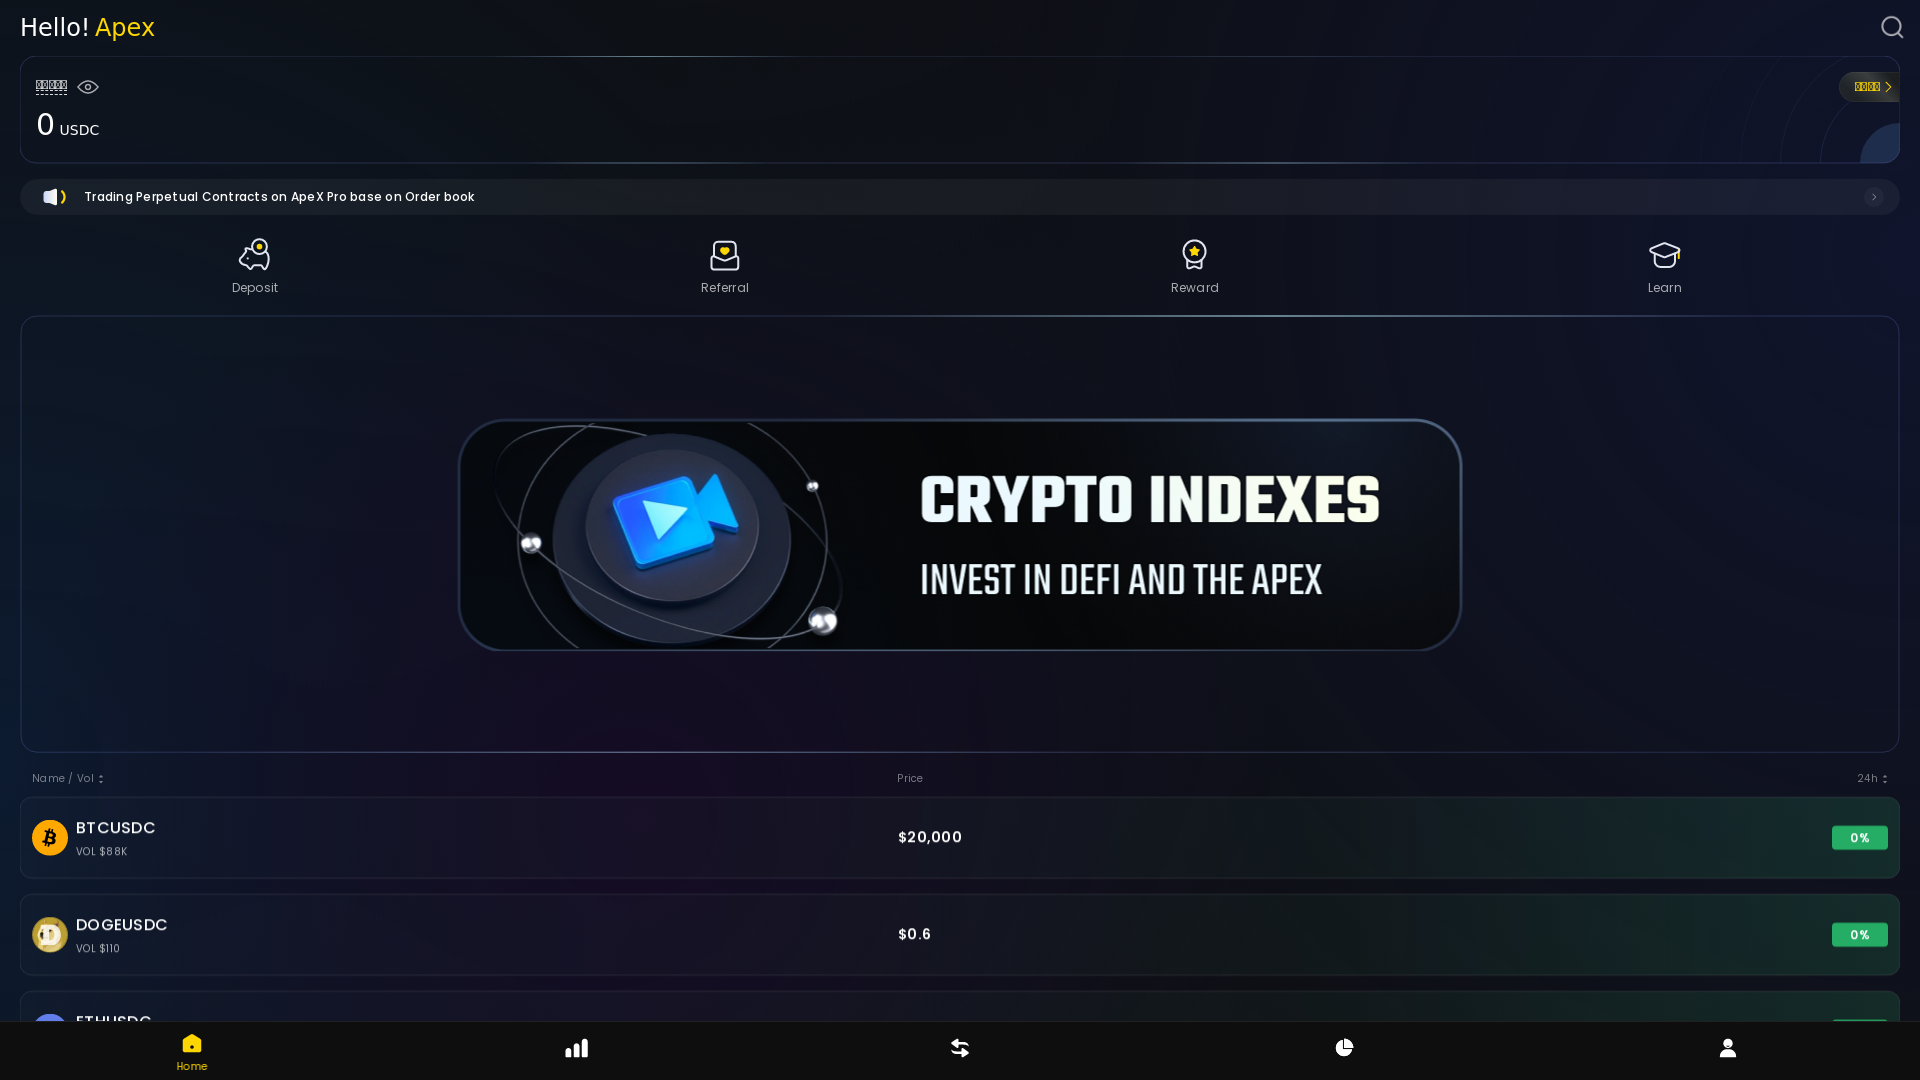 Hello! Apex
0 USDC
Trading Perpetual Contracts on ApeX Pro base on Order book
Deposit
Referral
Reward
Learn
CRYPTO INDEXES
INVEST IN DEFI AND THE APEX
Name / Vol
Price
24h
BTCUSDC
VOL $88K
$20,000
0%
DOGEUSDC
VOL $110
$0.6
0%
ETHUSDC
Home